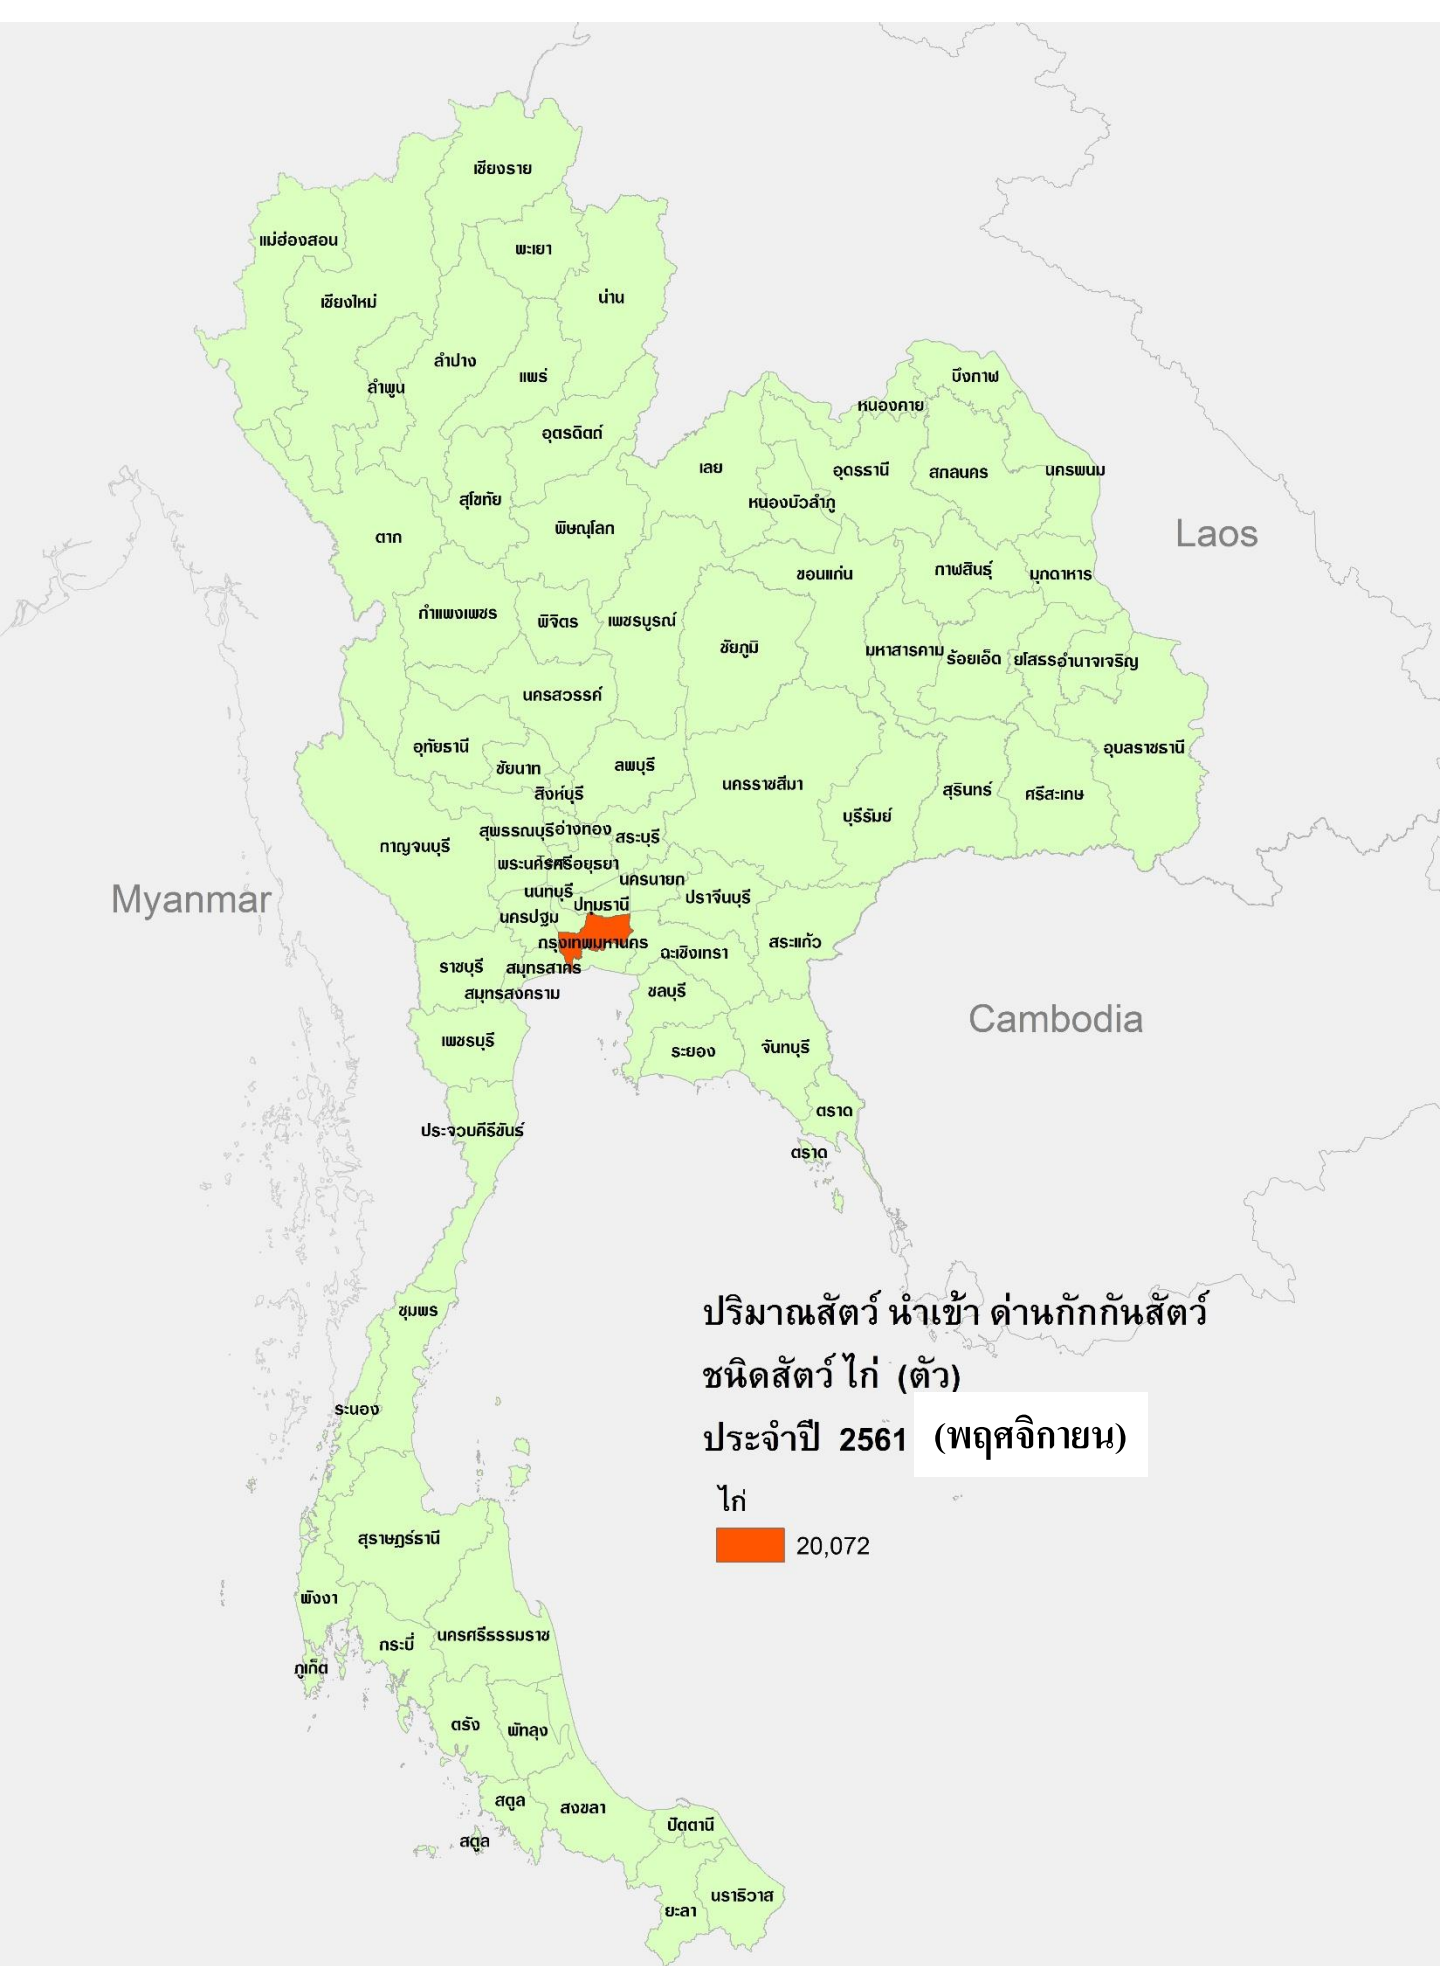 เชียงราย
แม่ฮ่องสอน
พะเยา
เชียงใหม่
น่าน
ลำปาง
แพร่
ลำพูน
บึงกาฬ
หนองคาย
อุตรดิตถ์
เลย
อุดรธานี
สกลนคร
นครพนม
สุโขทัย
หนองบัวลำภู
พิษณุโลก
ตาก
Laos
ขอนแก่น
กาฬสินธุ์
มุกดาหาร
กำแพงเพชร
พิจิตร
เพชรบูรณ์
ชัยภูมิ
มหาสารคาม
ร้อยเอ็ด
ยโสธร
อำนาจเจริญ
นครสวรรค์
อุทัยธานี
อุบลราชธานี
ชัยนาท
ลพบุรี
นครราชสีมา
สิงห์บุรี
สุรินทร์
ศรีสะเกษ
บุรีรัมย์
สุพรรณบุรี
อ่างทอง
สระบุรี
กาญจนบุรี
พระนครศรีอยุธยา
นครนายก
นนทบุรี
ปทุมธานี
ปราจีนบุรี
Myanmar
นครปฐม
กรุงเทพมหานคร
ฉะเชิงเทรา
สระแก้ว
ราชบุรี
สมุทรสาคร
สมุทรสงคราม
ชลบุรี
Cambodia
เพชรบุรี
ระยอง
จันทบุรี
ตราด
ประจวบคีรีขันธ์
ตราด
ชุมพร
ปริมาณสัตว์ นำเข้า ด่านกักกันสัตว์
ชนิดสัตว์ ไก่ (ตัว)
ประจำปี 2561 (พฤศจิกายน)
ไก่
20,072
ระนอง
สุราษฎร์ธานี
พังงา
กระบี่
นครศรีธรรมราช
ภูเก็ต
ตรัง
พัทลุง
สตูล
สงขลา
ปัตตานี
สตูล
นราธิวาส
ยะลา